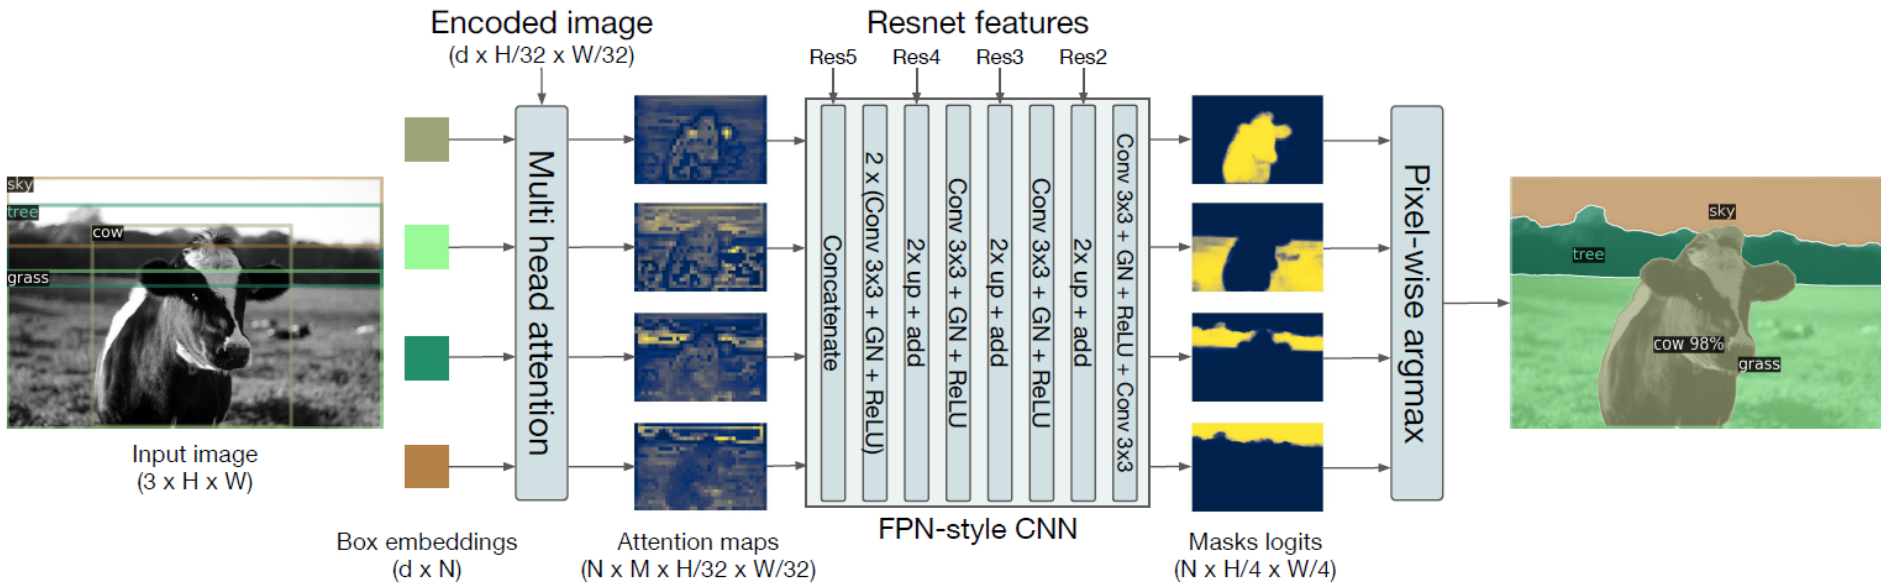 Encoded image
(d x H/32 x W/32)
Resnet features
Res5
Res4
Res3
Res2
sky
tree
cow
grass
Input image
(3 x H x W)
Box embeddings
(d x N)
Multi head attention
Attention maps
(N x M x H/32 x W/32)
Concatenate
2 x (Conv 3x3 + GN + ReLU)
2x up + add
Conv 3x3 + GN + ReLU
2x up + add
Conv 3x3 + GN + ReLU
2x up + add
Conv 3x3 + GN + ReLU + Conv 3x3
FPN-style CNN
Masks logits
(N x H/4 x W/4)
Pixel-wise argmax
sky
tree
cow 98%
grass